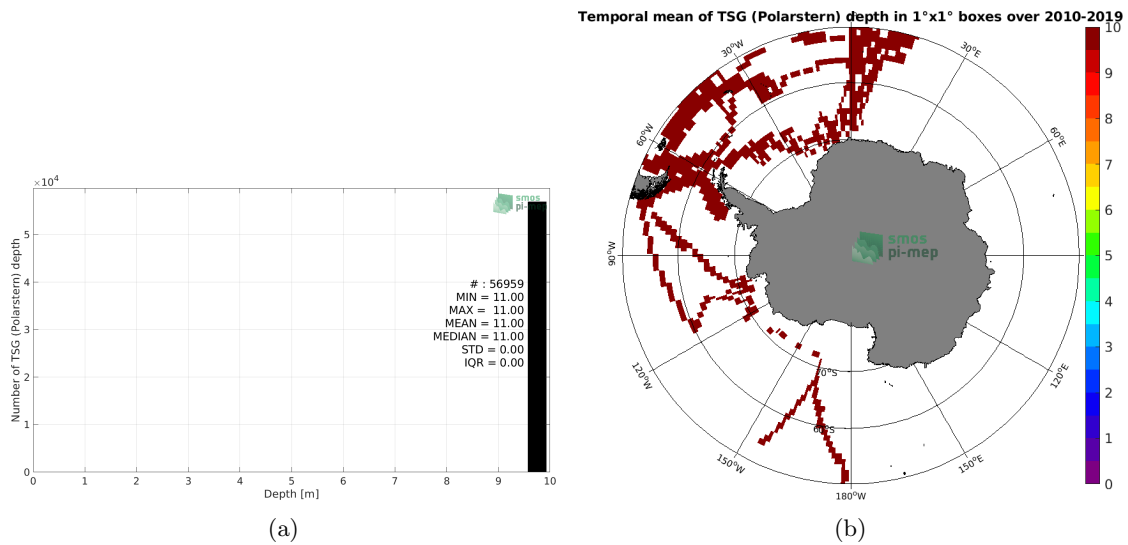 ×10⁴
5
4
3
2
1
0
Number of TSG (Polarstern) depth
smos
pi-mep
# : 56959
MIN = 11.00
MAX = 11.00
MEAN = 11.00
MEDIAN = 11.00
STD = 0.00
IQR = 0.00
0 1 2 3 4 5 6 7 8 9 10
Depth [m]
(a)
Temporal mean of TSG (Polarstern) depth in 1°x1° boxes over 2010-2019
30°W
30°E
60°W
60°E
90°W
smos
pi-mep
120°W
120°E
70°S
60°S
150°W
150°E
180°W
10
9
8
7
6
5
4
3
2
1
0
(b)